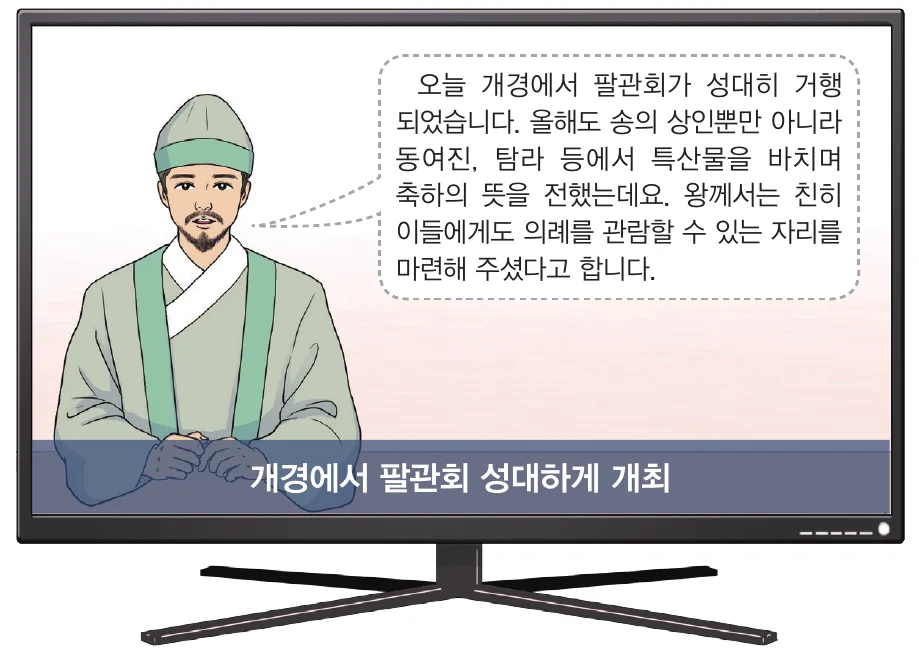 오늘 개경에서 팔관회가 성대히 거행
되었습니다. 올해도 송의 상인뿐만 아니라
동여진, 탐라 등에서 특산물을 바치며
축하의 뜻을 전했는데요. 왕께서는 친히
이들에게도 의례를 관람할 수 있는 자리를
마련해 주셨다고 합니다.
개경에서 팔관회 성대하게 개최